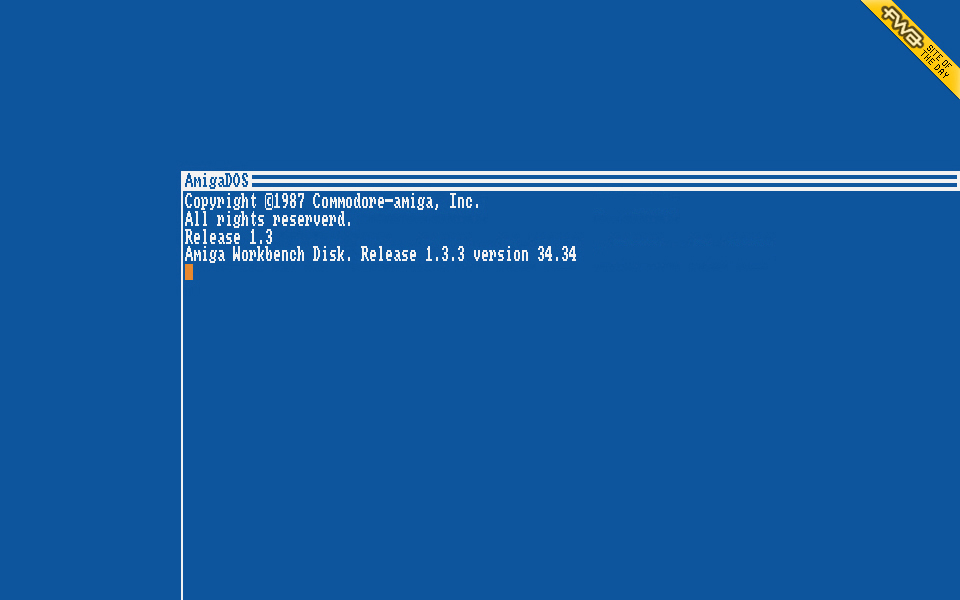 fwa
SITE OF
THE DAY
AmigaDOS
Copyright ©1987 Commodore-amiga, Inc.
All rights reserverd.
Release 1.3
Amiga Workbench Disk. Release 1.3.3 version 34.34